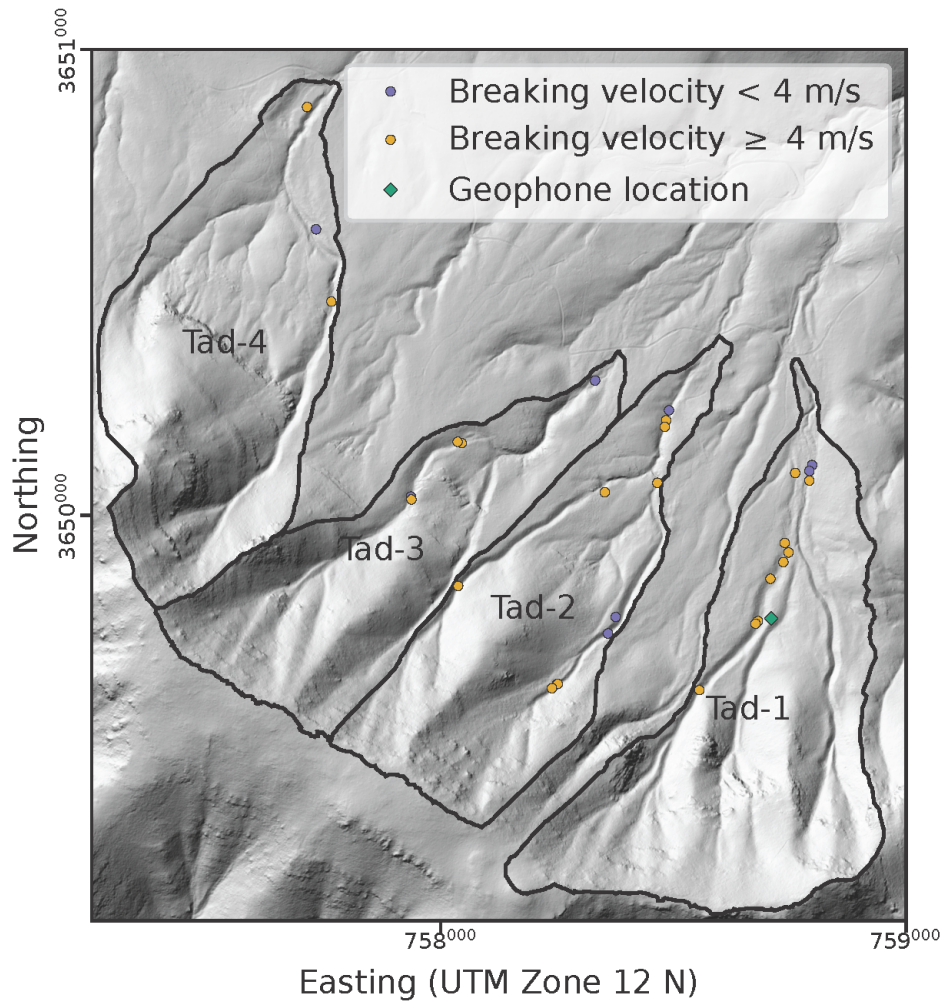 3651⁰⁰⁰
Breaking velocity < 4 m/s
Breaking velocity ≥ 4 m/s
Geophone location
Tad-4
Northing
3650⁰⁰⁰
Tad-3
Tad-2
Tad-1
758⁰⁰⁰
759⁰⁰⁰
Easting (UTM Zone 12 N)